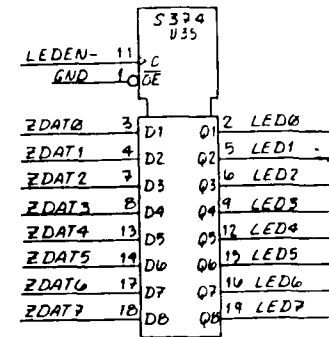 S374
U35
LEDEN- 11 C
GND 1 OE
ZDAT0 3 D1 Q1 2 LED0
ZDAT1 4 D2 Q2 5 LED1
ZDAT2 7 D3 Q3 6 LED2
ZDAT3 8 D4 Q4 9 LED3
ZDAT4 13 D5 Q5 12 LED4
ZDAT5 14 D6 Q6 15 LED5
ZDAT6 17 D7 Q7 16 LED6
ZDAT7 18 D8 Q8 19 LED7